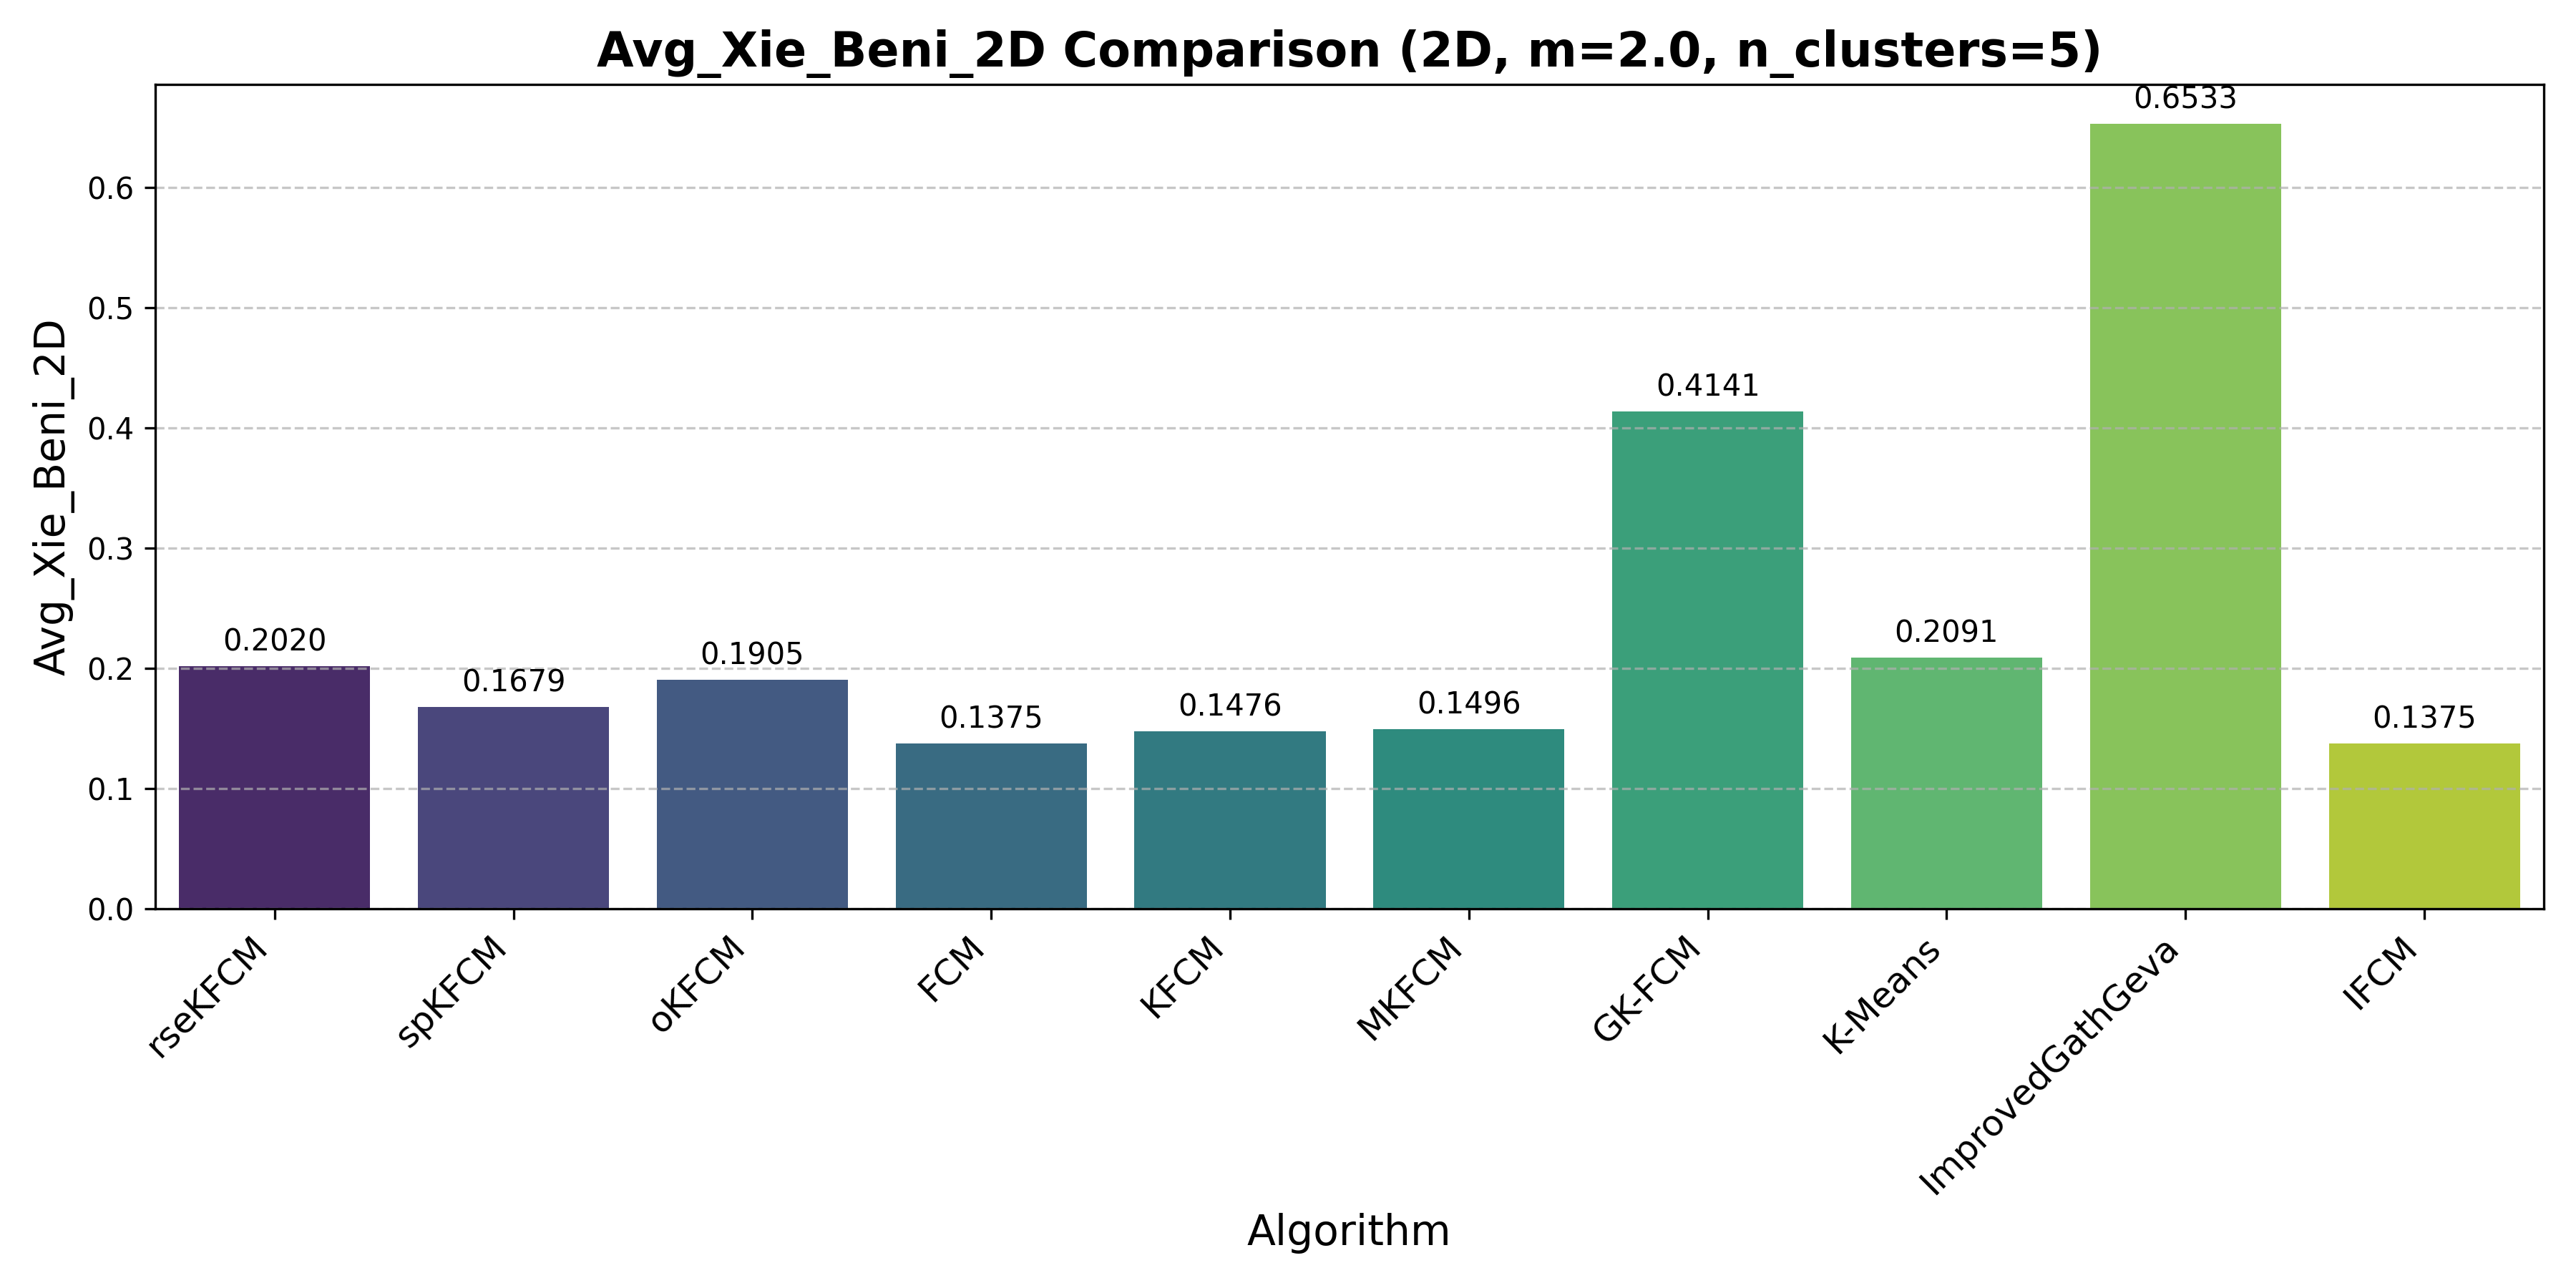 Avg_Xie_Beni_2D Comparison (2D, m=2.0, n_clusters=5)
Avg_Xie_Beni_2D
0.6
0.5
0.4
0.3
0.2
0.1
0.0
0.2020
0.1679
0.1905
0.1375
0.1476
0.1496
0.4141
0.2091
0.6533
0.1375
rseKFCM
spKFCM
oKFCM
FCM
KFCM
MKFCM
GK-FCM
K-Means
ImprovedGathGeva
IFCM
Algorithm